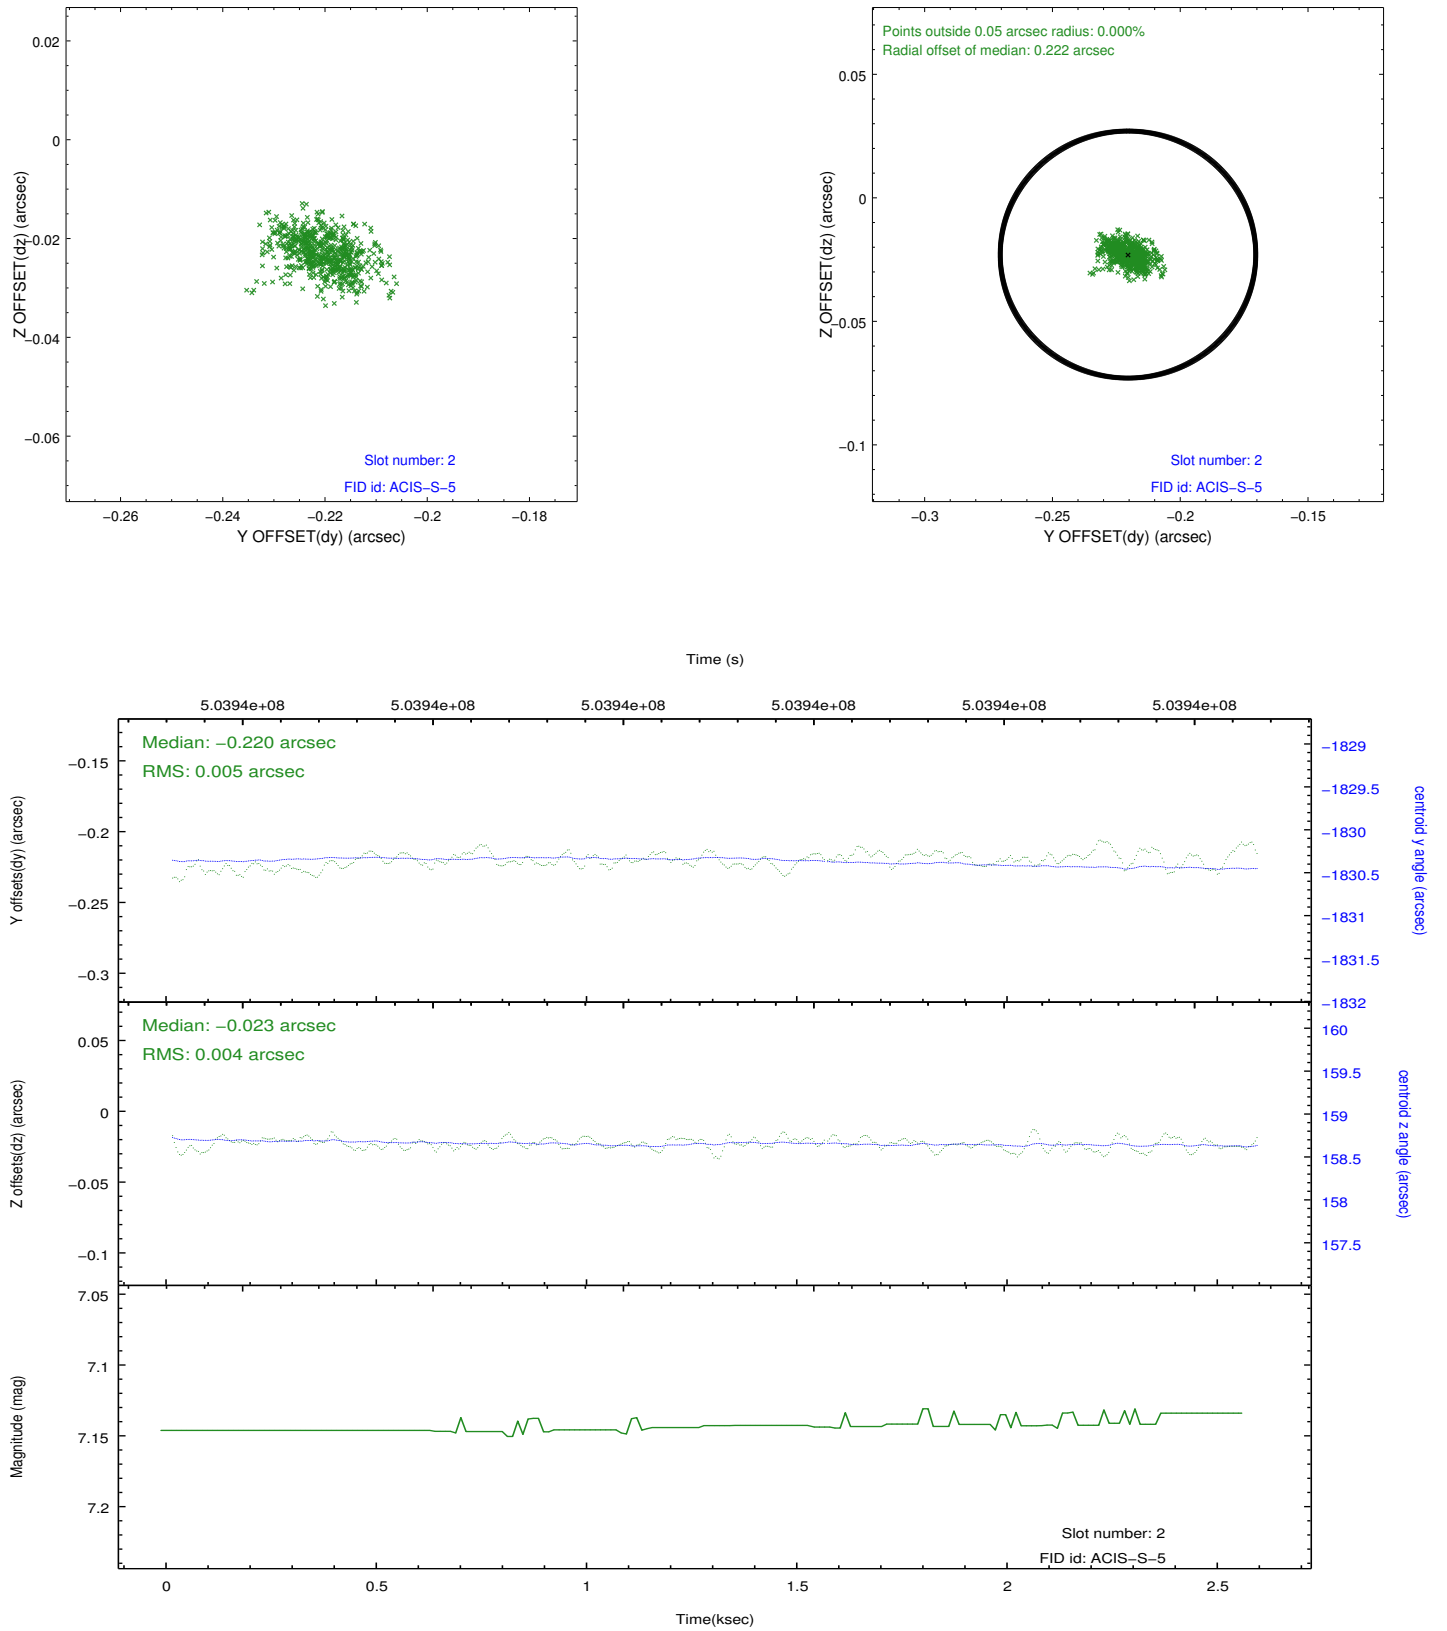 0.02
0
−0.02
−0.04
−0.06
Z OFFSET(dz) (arcsec)
Slot number: 2
FID id: ACIS−S−5
−0.26
−0.24
−0.22
−0.2
−0.18
Y OFFSET(dy) (arcsec)
Points outside 0.05 arcsec radius: 0.000%
Radial offset of median: 0.222 arcsec
0.05
0
−0.05
−0.1
Z OFFSET(dz) (arcsec)
Slot number: 2
FID id: ACIS−S−5
−0.3
−0.25
−0.2
−0.15
Y OFFSET(dy) (arcsec)
Time (s)
5.0394e+08
5.0394e+08
5.0394e+08
5.0394e+08
5.0394e+08
5.0394e+08
Median: −0.220 arcsec
RMS: 0.005 arcsec
−0.15
−0.2
−0.25
−0.3
Y offsets(dy) (arcsec)
−1829
−1829.5
−1830
−1830.5
−1831
−1831.5
−1832
centroid y angle (arcsec)
Median: −0.023 arcsec
RMS: 0.004 arcsec
0.05
0
−0.05
−0.1
Z offsets(dz) (arcsec)
160
159.5
159
158.5
158
157.5
centroid z angle (arcsec)
7.05
7.1
7.15
7.2
Magnitude (mag)
Slot number: 2
FID id: ACIS−S−5
0
0.5
1
1.5
2
2.5
Time(ksec)